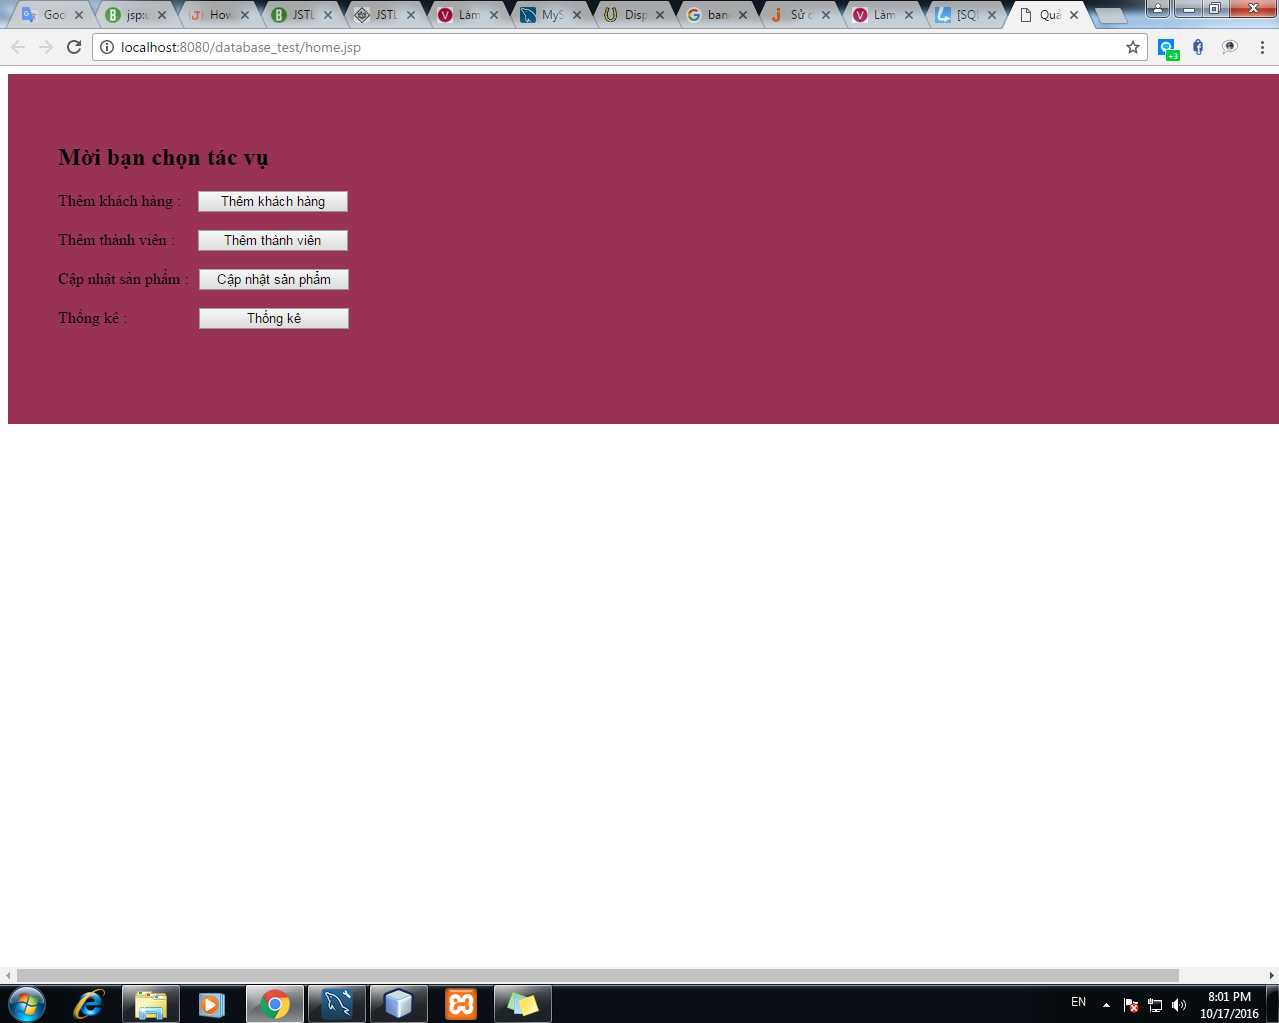 Goo jsp:u How JSTL JSTL Làm MyS Disp ban Sử d Làm [SQ Quả
localhost:8080/database_test/home.jsp
+3
Mời bạn chọn tác vụ
Thêm khách hàng : Thêm khách hàng
Thêm thành viên : Thêm thành viên
Cập nhật sản phẩm : Cập nhật sản phẩm
Thống kê : Thống kê
EN 8:01 PM
10/17/2016